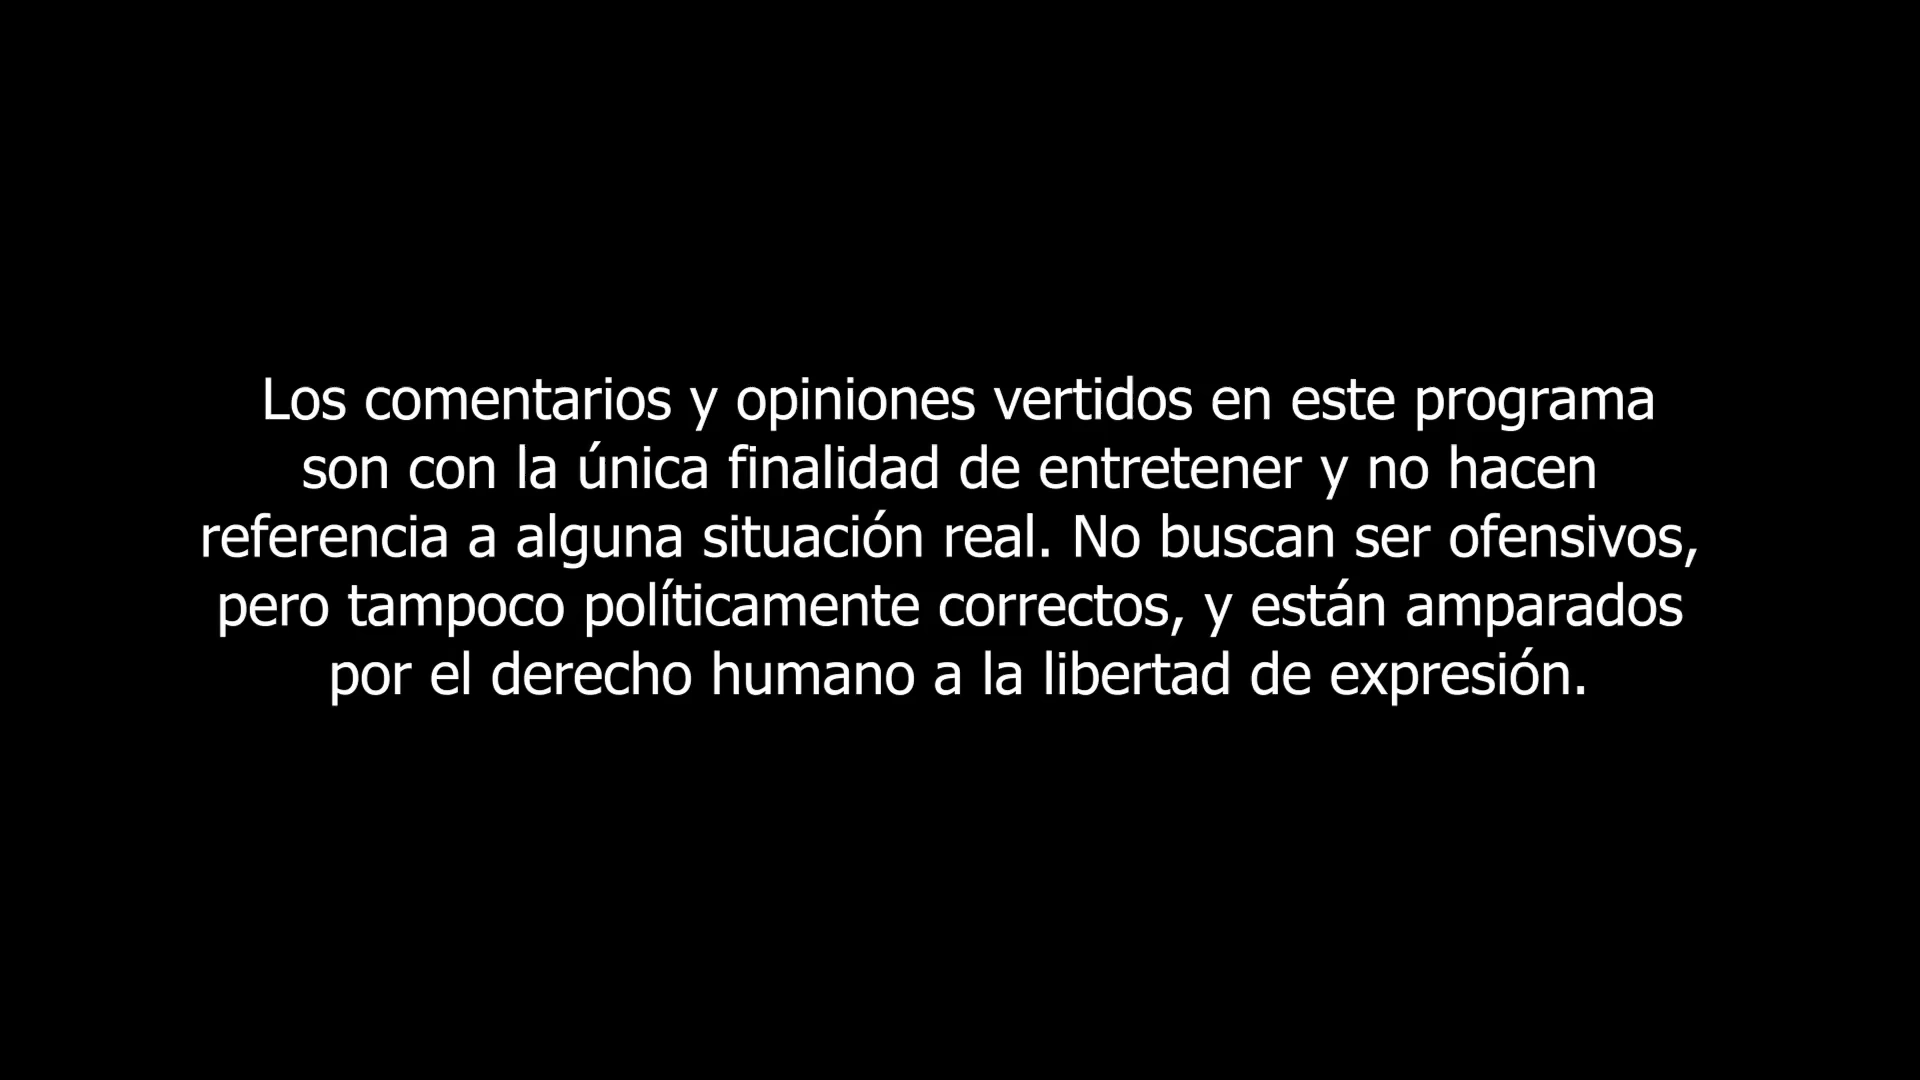 Los comentarios y opiniones vertidos en este programa
son con la única finalidad de entretener y no hacen
referencia a alguna situación real. No buscan ser ofensivos,
pero tampoco políticamente correctos, y están amparados
por el derecho humano a la libertad de expresión.